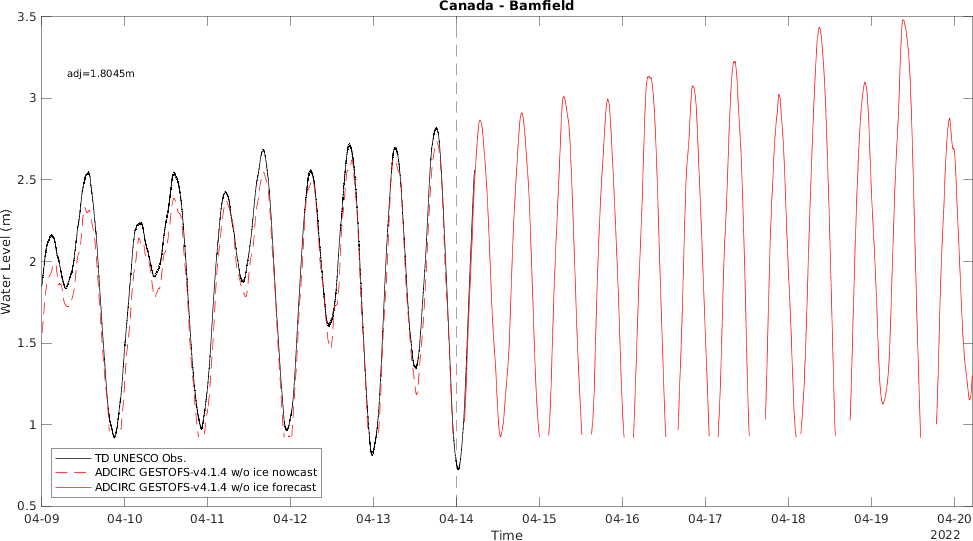 Canada - Bamfield
3.5
adj=1.8045m
3
2.5
2
Water Level (m)
1.5
1
TD UNESCO Obs.
ADCIRC GESTOFS-v4.1.4 w/o ice nowcast
ADCIRC GESTOFS-v4.1.4 w/o ice forecast
0.5
04-09 04-10 04-11 04-12 04-13 04-14 04-15 04-16 04-17 04-18 04-19 04-20
Time 2022